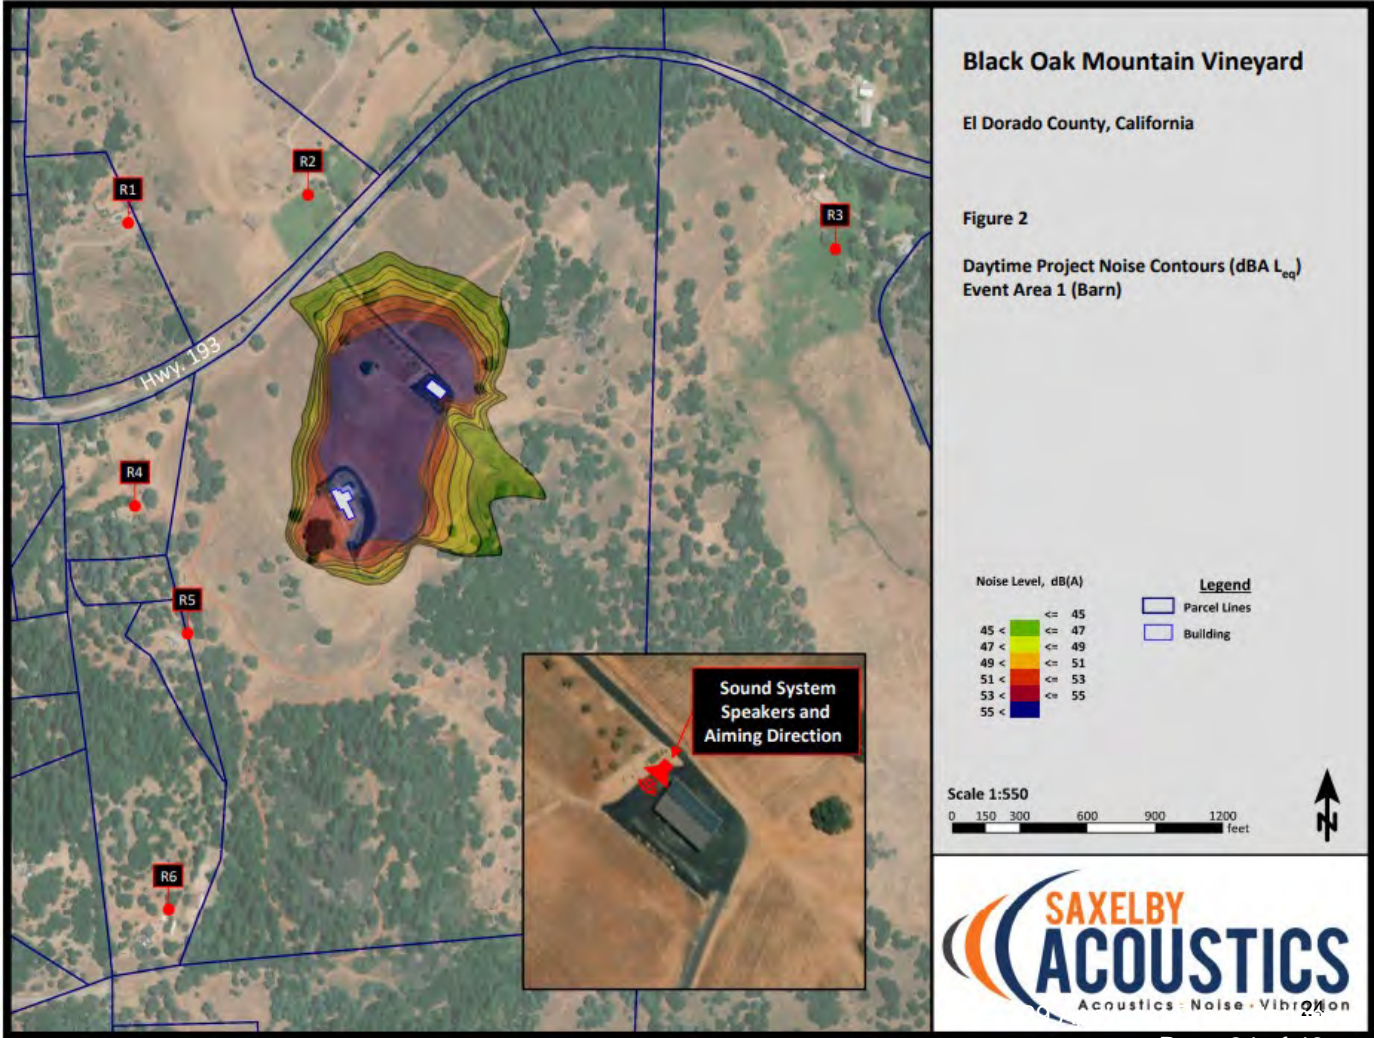 Black Oak Mountain Vineyard
El Dorado County, California
Figure 2
Daytime Project Noise Contours (dBA Leq)
Event Area 1 (Barn)
R1
R2
R3
Hwy. 193
R4
R5
R6
Sound System
Speakers and
Aiming Direction
Noise Level, dB(A)
<= 45
45 < <= 47
47 < <= 49
49 < <= 51
51 < <= 53
53 < <= 55
55 <
Legend
Parcel Lines
Building
Scale 1:550
0 150 300 600 900 1200
feet
N
SAXELBY
ACOUSTICS
Acoustics · Noise · Vibration
24